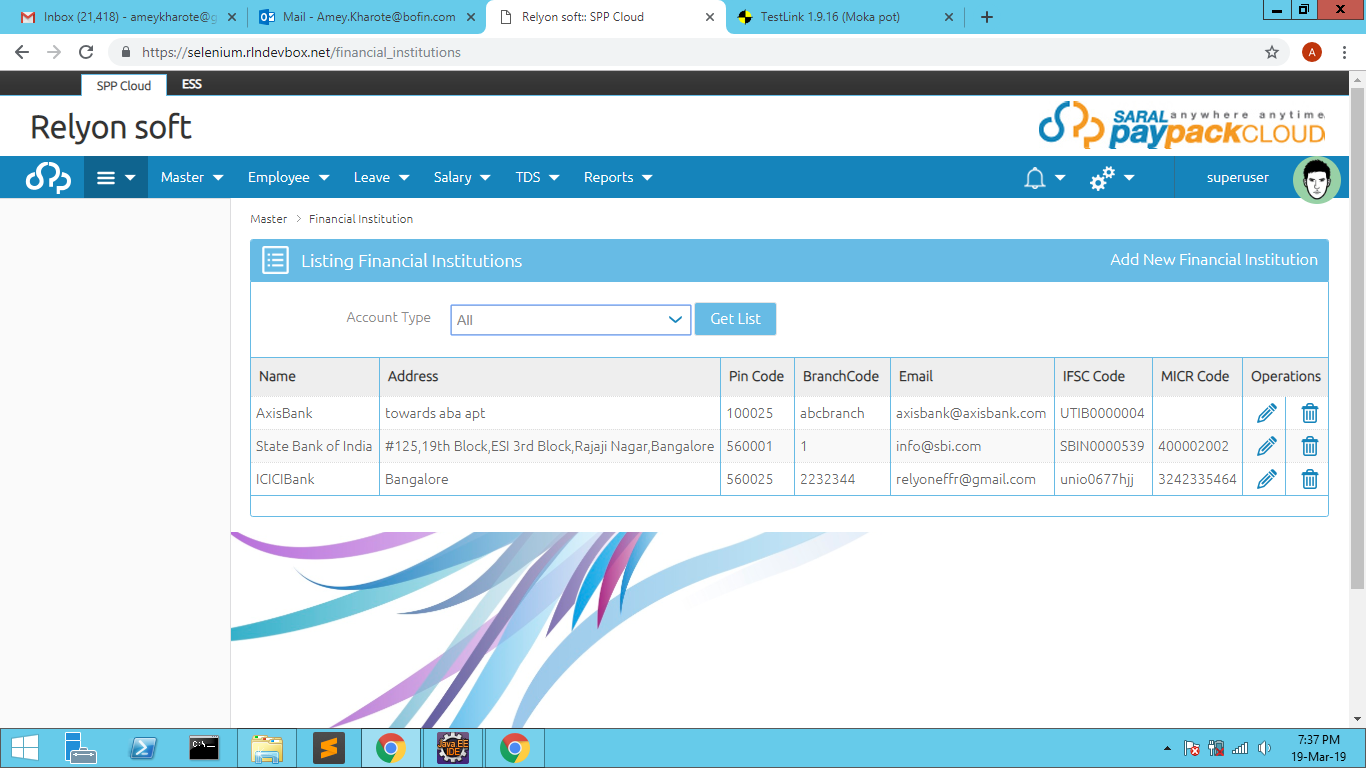 Inbox (21,418) - ameykharote@g
Mail - Amey.Kharote@bofin.com
Relyon soft:: SPP Cloud
TestLink 1.9.16 (Moka pot)
https://selenium.rlndevbox.net/financial_institutions
A
SPP Cloud ESS
Relyon soft
SARAL anywhere anytime
paypackCLOUD
Master Employee Leave Salary TDS Reports superuser
Master > Financial Institution
Listing Financial Institutions Add New Financial Institution
Account Type All Get List
Name Address Pin Code BranchCode Email IFSC Code MICR Code Operations
AxisBank towards aba apt 100025 abcbranch axisbank@axisbank.com UTIB0000004
State Bank of India #125,19th Block,ESI 3rd Block,Rajaji Nagar,Bangalore 560001 1 info@sbi.com SBIN0000539 400002002
ICICIBank Bangalore 560025 2232344 relyoneffr@gmail.com unio0677hjj 3242335464
C:\
Java EE
IDE
7:37 PM
19-Mar-19